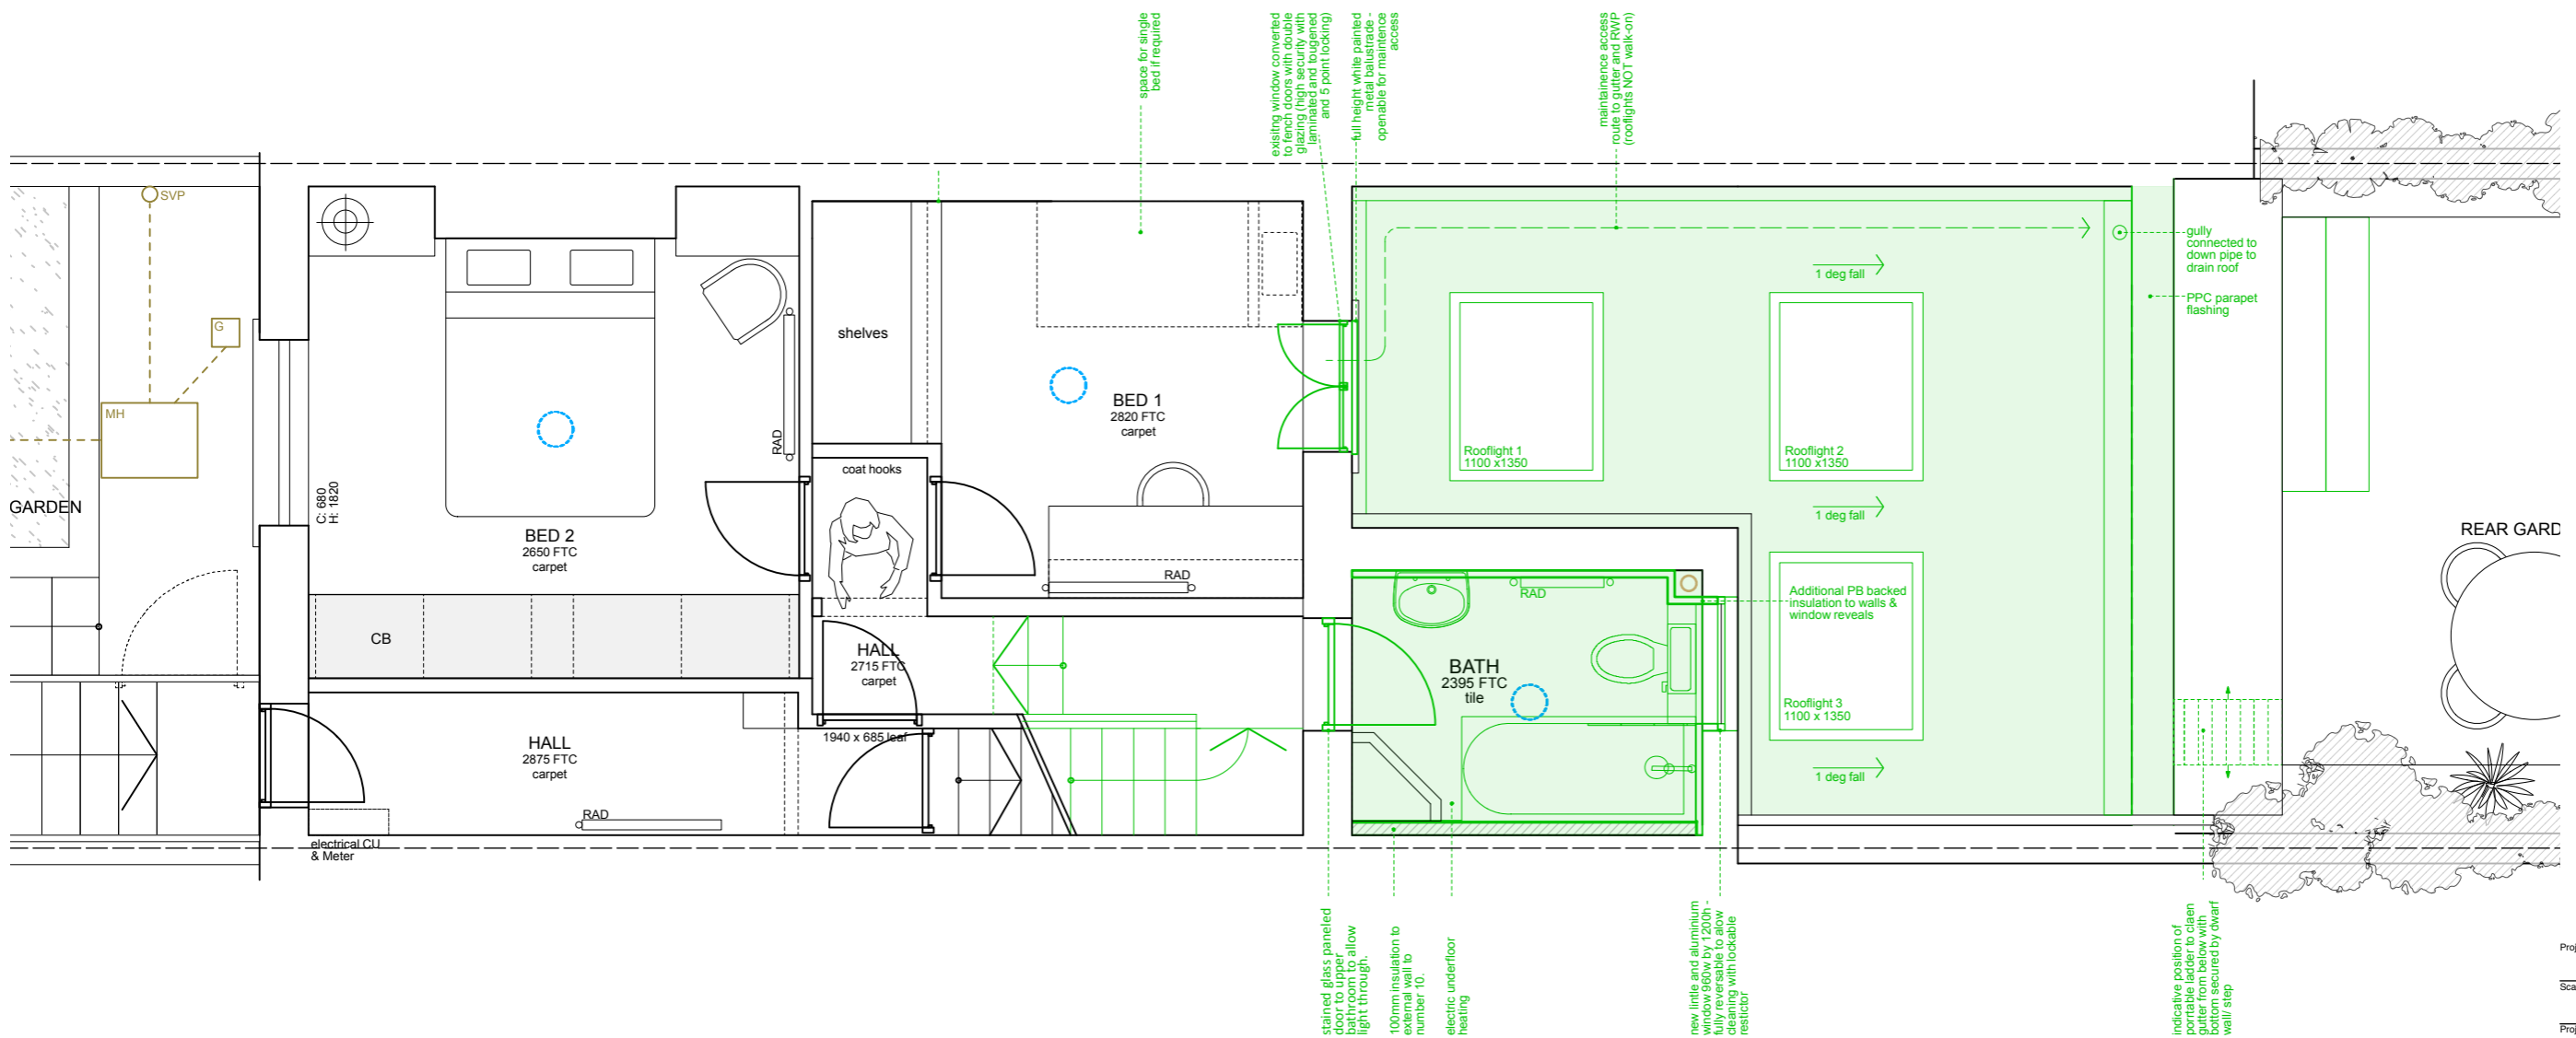 space for single
bed if required
exisitng window converted
to fench doors with double
glazing (high security with
laminated and tougened
and 5 point locking)
full height white painted
metal balustrade -
openable for maintence
access
maintainence access
route to gutter and RWP
(rooflights NOT walk-on)
SVP
G
MH
GARDEN
C: 680
H: 1820
BED 2
2650 FTC
carpet
RAD
CB
shelves
coat hooks
BED 1
2820 FTC
carpet
RAD
HALL
2715 FTC
carpet
1940 x 685 leaf
HALL
2875 FTC
carpet
RAD
electrical CU
& Meter
BATH
2395 FTC
tile
RAD
Additional PB backed
insulation to walls &
window reveals
Rooflight 1
1100 x1350
Rooflight 2
1100 x1350
Rooflight 3
1100 x 1350
1 deg fall
1 deg fall
1 deg fall
gully
connected to
down pipe to
drain roof
PPC parapet
flashing
REAR GARD
stained glass paneled
door to upper
bathroom to allow
light through.
100mm insulation to
external wall to
number 10.
electric underfloor
heating
new lintle and aluminium
window 960w by 1200h -
fully reversable to alow
cleaning with lockable
restictor
indicative position of
porrtable ladder to claen
gutter from below with
bottom secured by dwarf
wall/ step
Proj
Sca
Proj